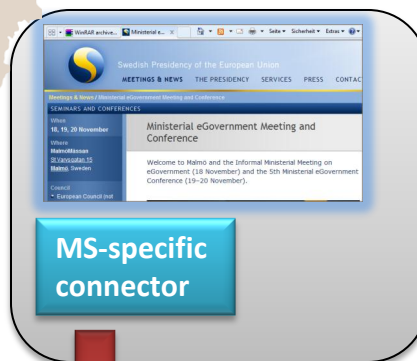 WinRAR archive... Ministerial e... x Seite Sicherheit Extras
Swedish Presidency of the European Union
MEETINGS & NEWS THE PRESIDENCY SERVICES PRESS CONTAC
Meetings & News / Ministerial eGovernment Meeting and Conference
SEMINARS AND CONFERENCES
When
18, 19, 20 November
Where
MalmöMässan
St Varvsgatan 15
Malmö, Sweden
Council
European Council (not
Ministerial eGovernment Meeting and
Conference
Welcome to Malmö and the Informal Ministerial Meeting on
eGovernment (18 November) and the 5th Ministerial eGovernment
Conference (19–20 November).
MS-specific
connector